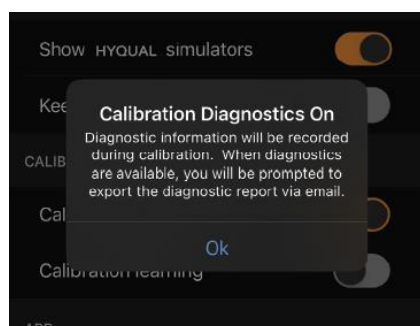 Show HYQUAL simulators
Kee
Calibration Diagnostics On
Diagnostic information will be recorded
during calibration. When diagnostics
are available, you will be prompted to
export the diagnostic report via email.
CALIB
Cal
Ok
Calibration learning
APP